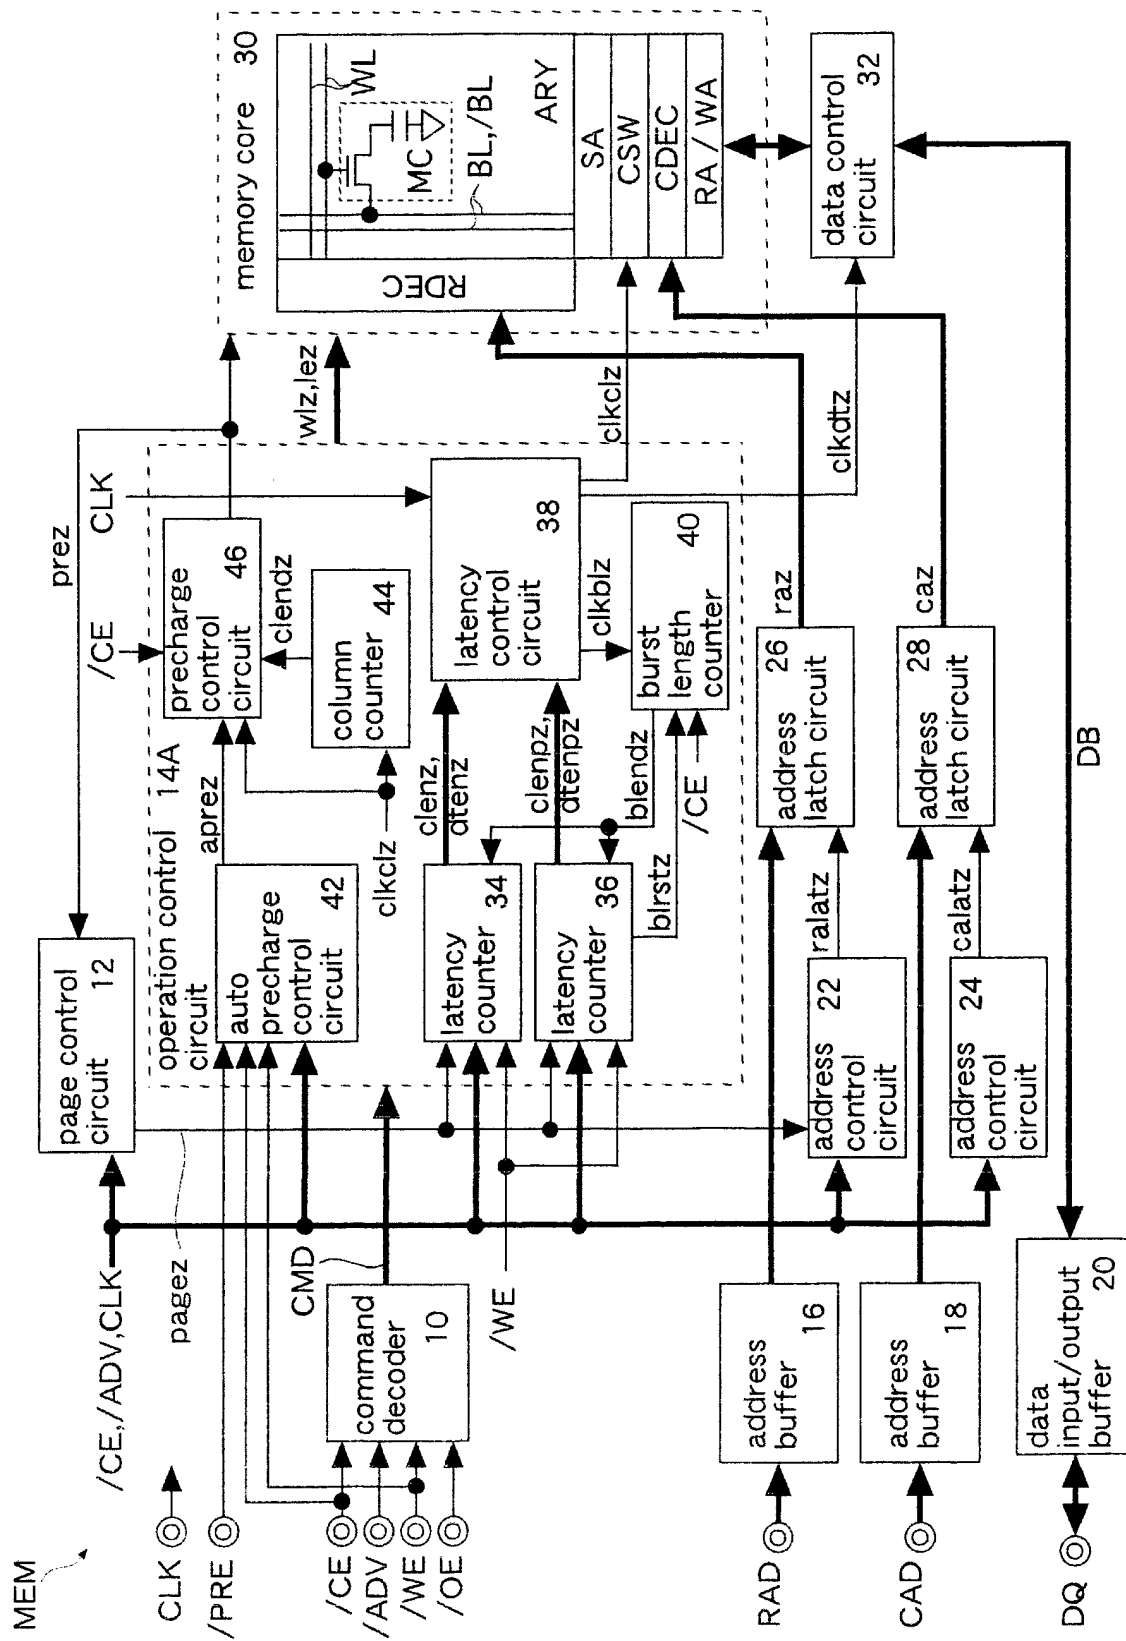 MEM
CLK
/PRE
/CE
/ADV
/WE
/OE
RAD
CAD
DQ
/CE,/ADV,CLK
pagez
CMD
command
decoder
10
/WE
address
buffer
16
address
buffer
18
data
input/output
buffer
20
page control
circuit
12
prez
operation control
circuit
14A
auto
precharge
control
circuit
42
aprez
clkclz
latency
counter
34
latency
counter
36
clenz,
dtenz
clenpz,
dtenpz
blendz
blrstz
/CE
/CE
CLK
precharge
control
circuit
46
clendz
column
counter
44
latency
control
circuit
38
clkblz
burst
length
counter
40
address
control
circuit
22
address
control
circuit
24
ralatz
calatz
address
latch circuit
26
address
latch circuit
28
raz
caz
DB
wlz,lez
clkclz
clkdtz
memory core
30
RDEC
WL
MC
BL,/BL
ARY
SA
CSW
CDEC
RA / WA
data control
circuit
32